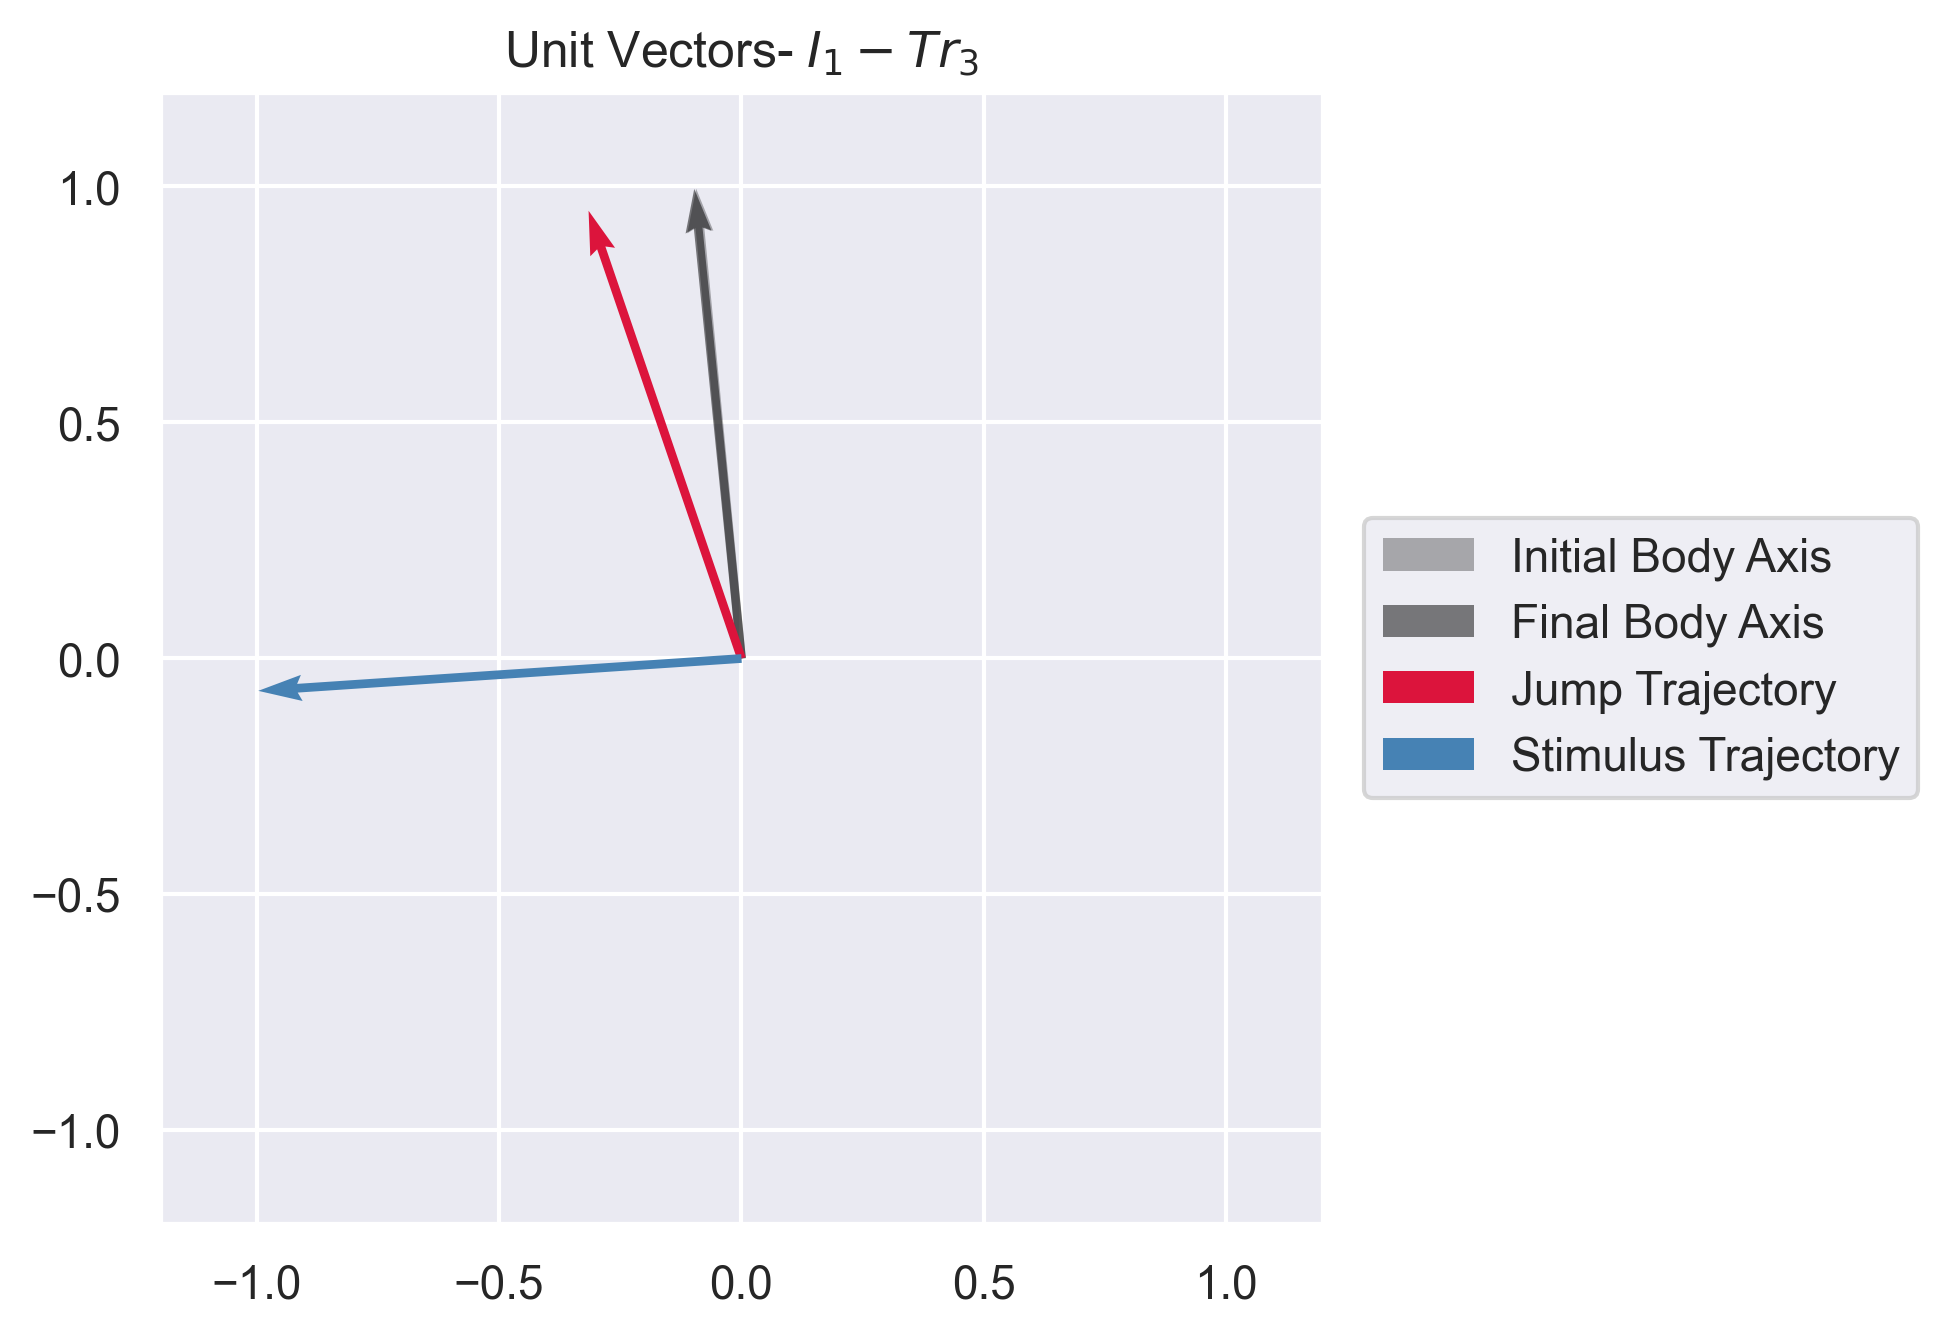 Unit Vectors- I₁ − Tr₃
1.0
0.5
0.0
−0.5
−1.0
−1.0 −0.5 0.0 0.5 1.0
Initial Body Axis
Final Body Axis
Jump Trajectory
Stimulus Trajectory